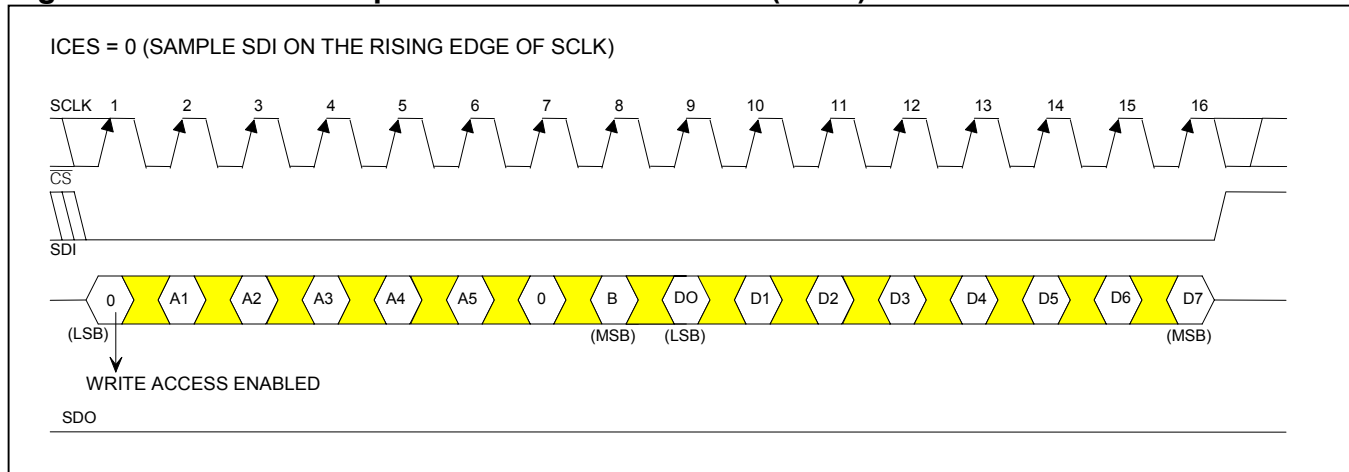 ICES = 0 (SAMPLE SDI ON THE RISING EDGE OF SCLK)
SCLK 1 2 3 4 5 6 7 8 9 10 11 12 13 14 15 16
CS
SDI
0 A1 A2 A3 A4 A5 0 B DO D1 D2 D3 D4 D5 D6 D7
(LSB) (MSB) (LSB) (MSB)
WRITE ACCESS ENABLED
SDO